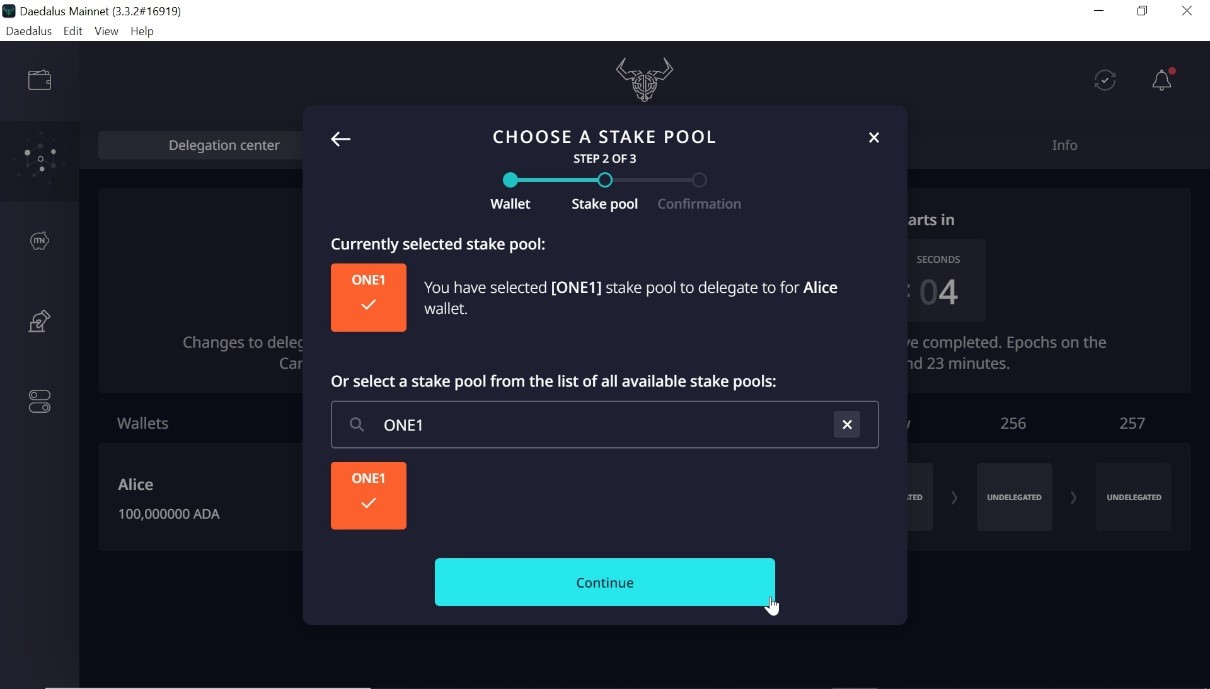 Daedalus Mainnet (3.3.2#16919)
Daedalus Edit View Help
CHOOSE A STAKE POOL
STEP 2 OF 3
Wallet Stake pool Confirmation
Delegation center
Info
Currently selected stake pool:
ONE1
You have selected [ONE1] stake pool to delegate to for Alice
wallet.
Or select a stake pool from the list of all available stake pools:
ONE1
ONE1
Continue
arts in
SECONDS
: 04
Changes to deleg
Car
ve completed. Epochs on the
nd 23 minutes.
ITN
Wallets
256 257
Alice
100,000000 ADA
TED
UNDELEGATED
UNDELEGATED